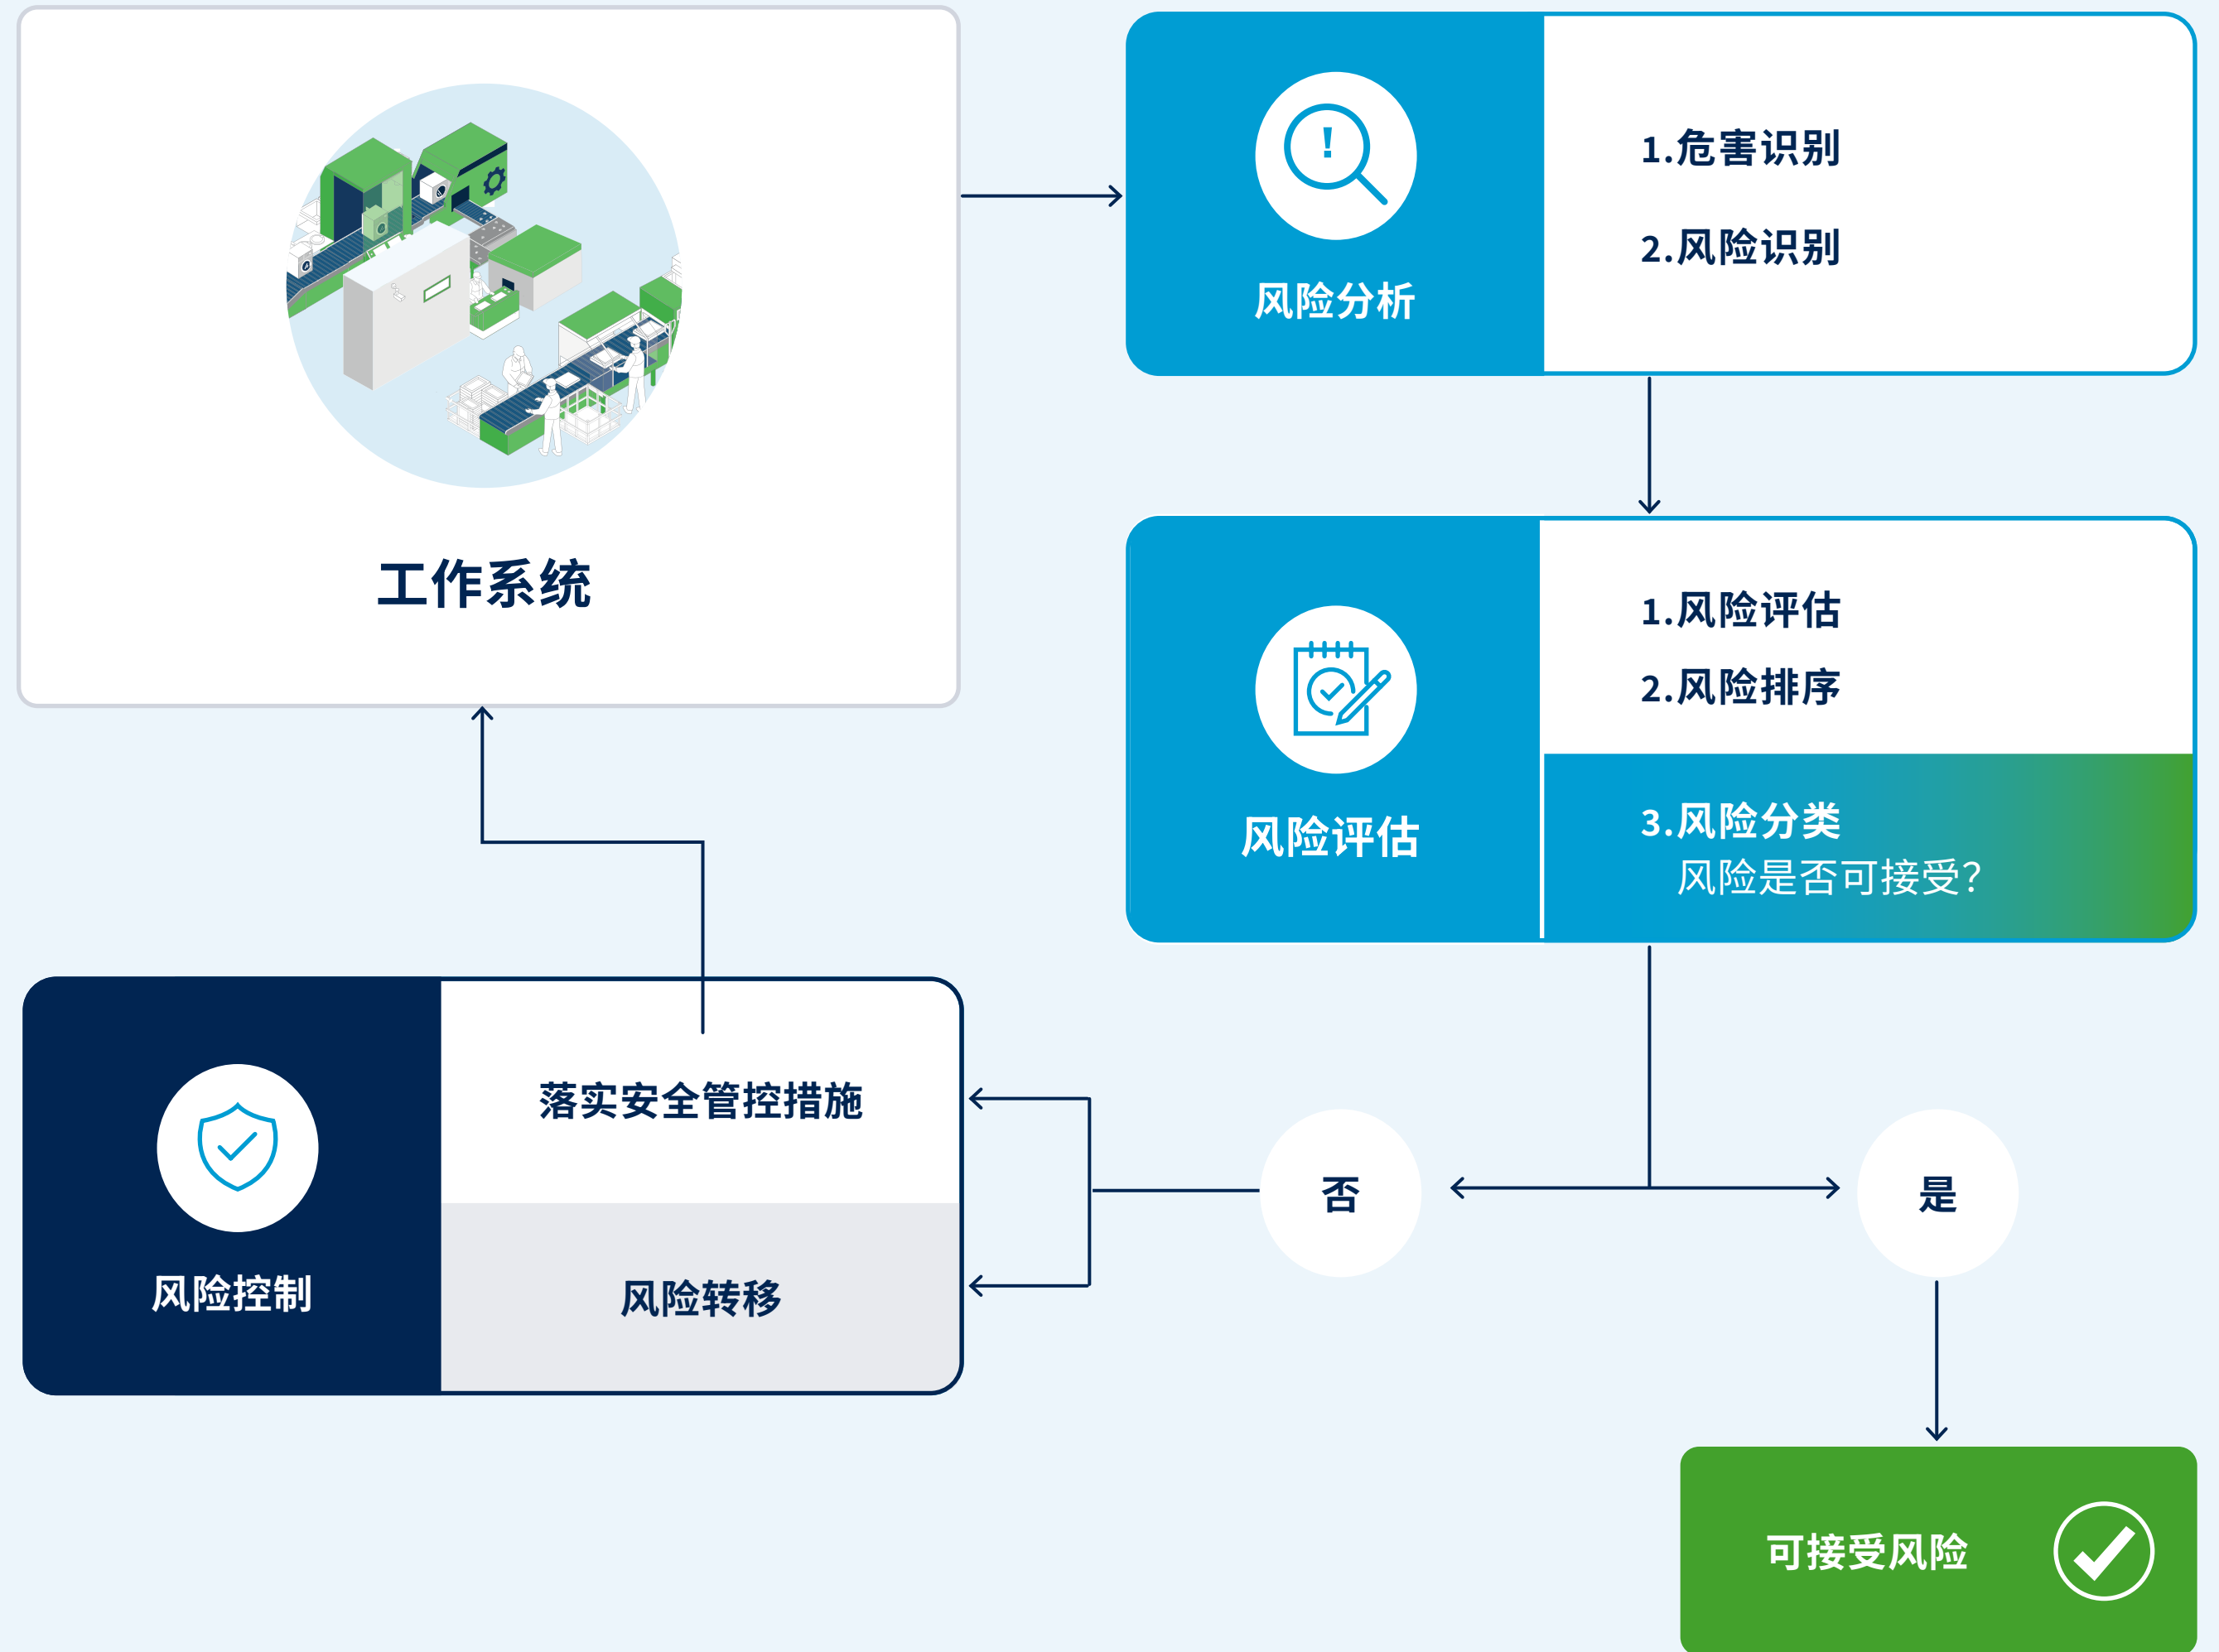 工作系统
风险分析
1.危害识别
2.风险识别
风险评估
1.风险评估
2.风险排序
3.风险分类
风险是否可接受?
否
是
风险控制
落实安全管控措施
风险转移
可接受风险